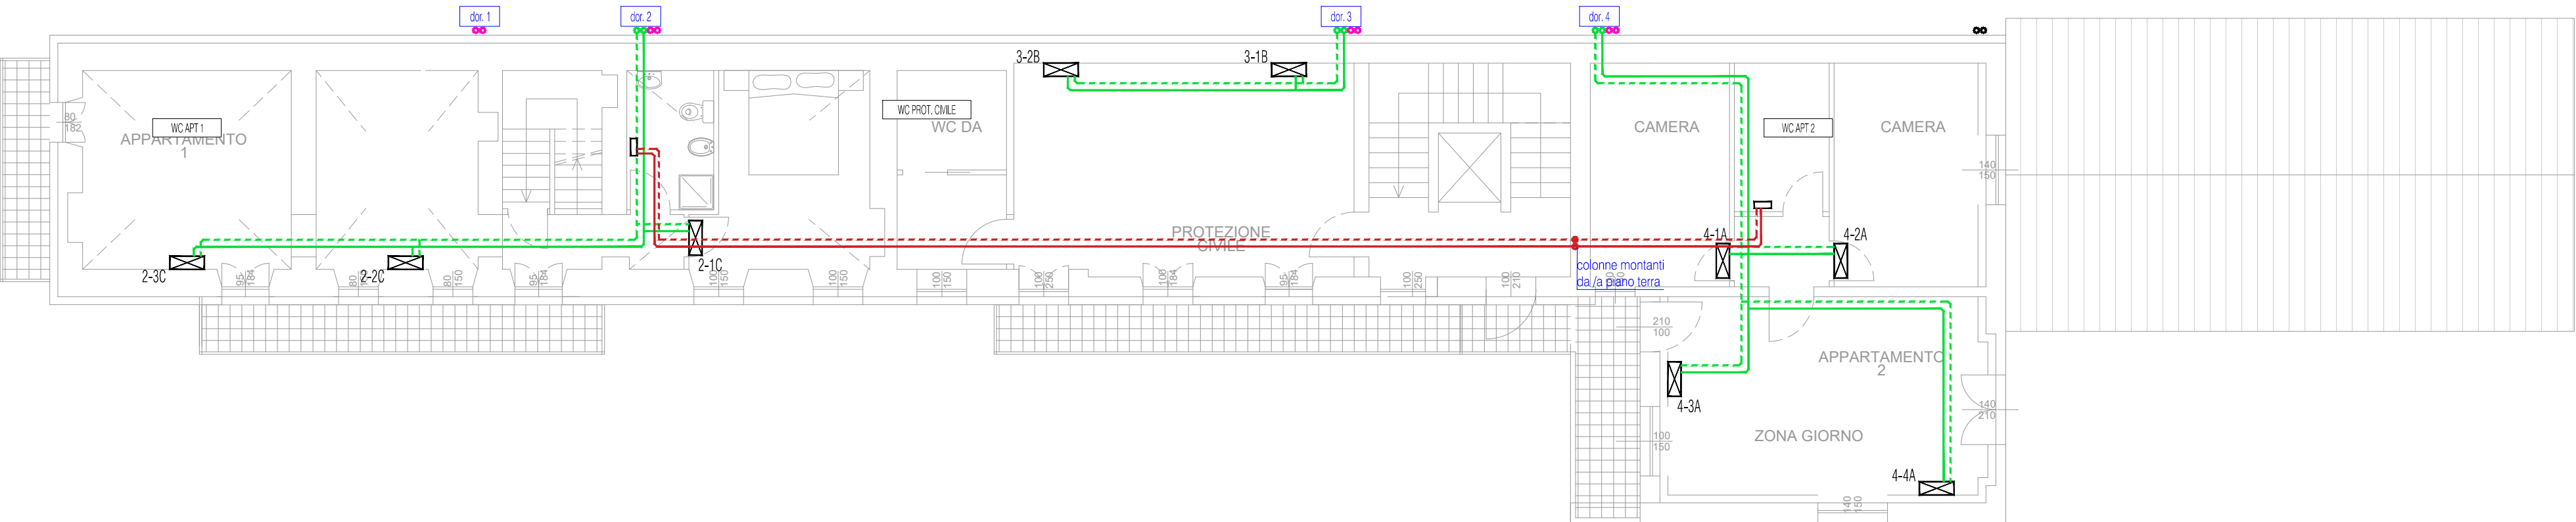 dor. 1
dor. 2
dor. 3
dor. 4
3-2B
3-1B
80
182
WC APT 1
APPARTAMENTO
1
WC PROT. CIVILE
WC DA
CAMERA
WC APT 2
CAMERA
140
150
PROTEZIONE
CIVILE
4-1A
4-2A
2-3C
2-2C
2-1C
95
184
80
80
150
95
184
100
150
100
150
100
150
100
250
100
184
95
184
100
250
100
210
colonne montanti
da /a piano terra
210
100
APPARTAMENTO
2
4-3A
140
210
100
150
ZONA GIORNO
4-4A
140
150